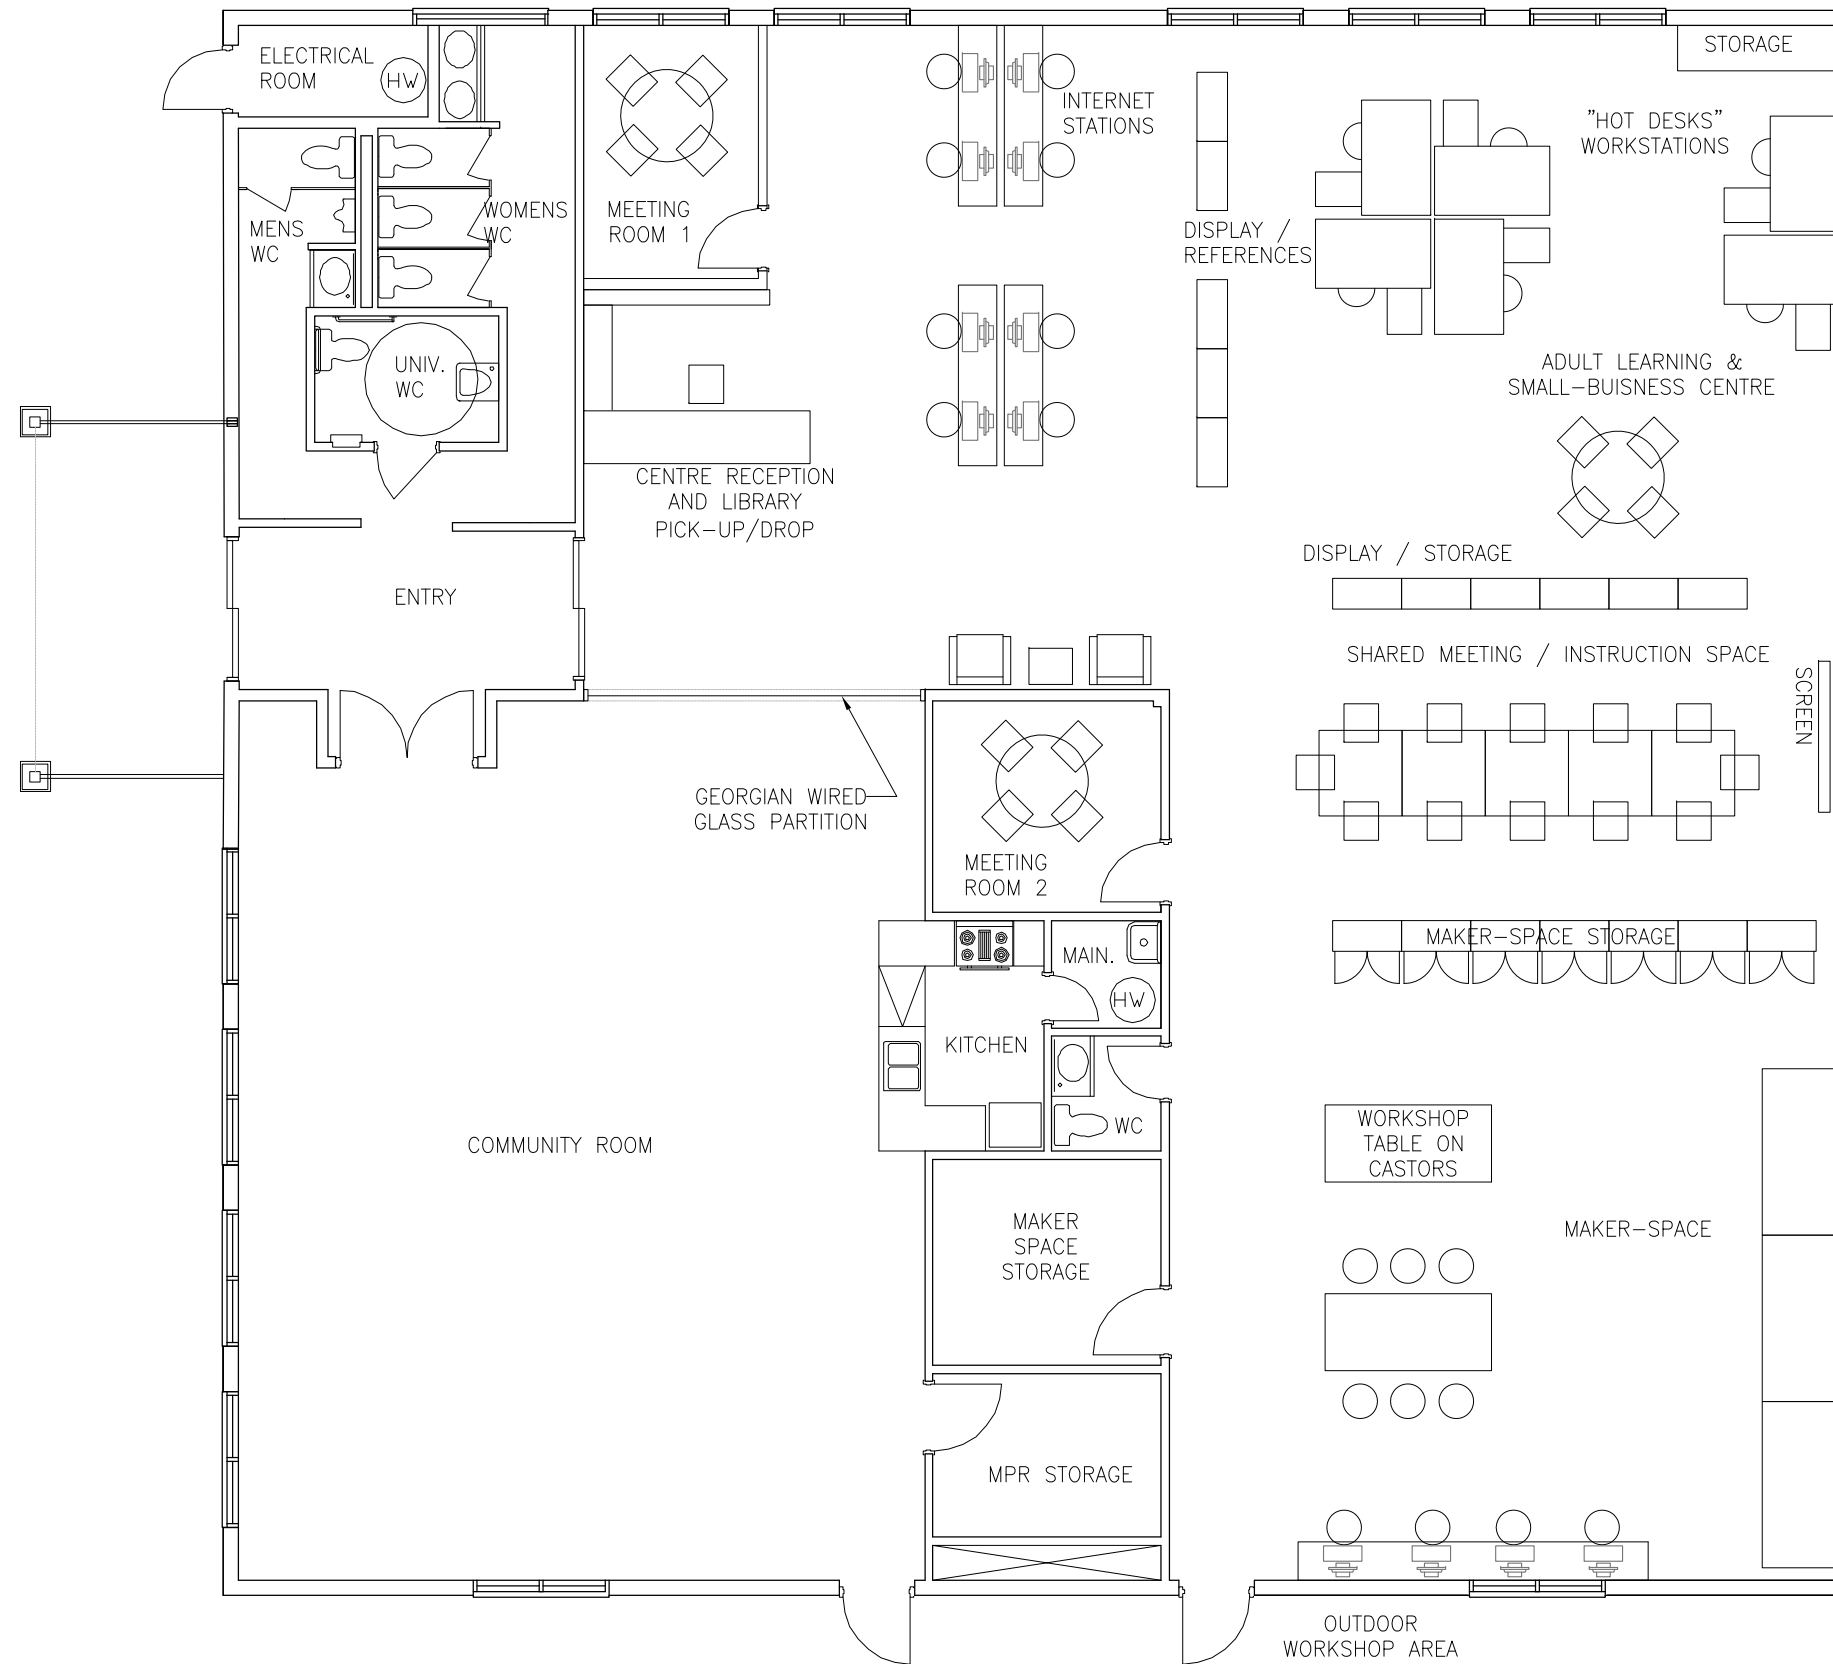 ELECTRICAL
ROOM
HW
STORAGE
INTERNET
STATIONS
"HOT DESKS"
WORKSTATIONS
MENS
WC
WOMENS
WC
MEETING
ROOM 1
DISPLAY /
REFERENCES
UNIV.
WC
ADULT LEARNING &
SMALL-BUISNESS CENTRE
CENTRE RECEPTION
AND LIBRARY
PICK-UP/DROP
DISPLAY / STORAGE
ENTRY
SHARED MEETING / INSTRUCTION SPACE
SCREEN
GEORGIAN WIRED
GLASS PARTITION
MEETING
ROOM 2
MAKER-SPACE STORAGE
MAIN.
HW
KITCHEN
WC
COMMUNITY ROOM
WORKSHOP
TABLE ON
CASTORS
MAKER
SPACE
STORAGE
MAKER-SPACE
MPR STORAGE
OUTDOOR
WORKSHOP AREA